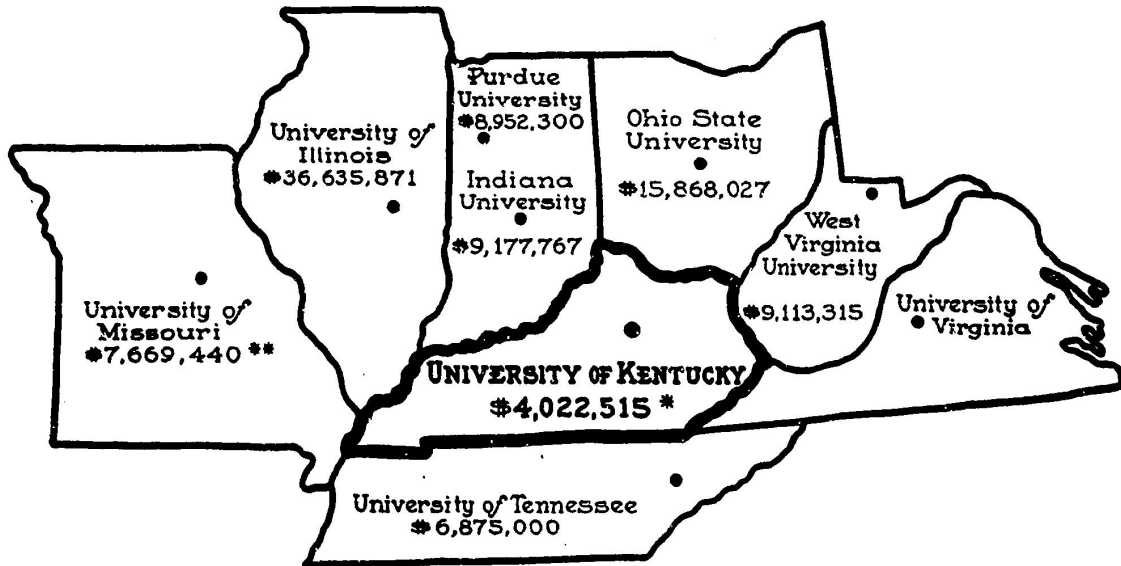 Purdue
University
$8,952,300
University of
Illinois
$36,635,871
Ohio State
University
$15,868,027
Indiana
University
$9,177,767
West
Virginia
University
$9,113,315
University of
Missouri
$7,669,440 **
University of
Virginia
UNIVERSITY OF KENTUCKY
$4,022,515 *
University of Tennessee
$6,875,000